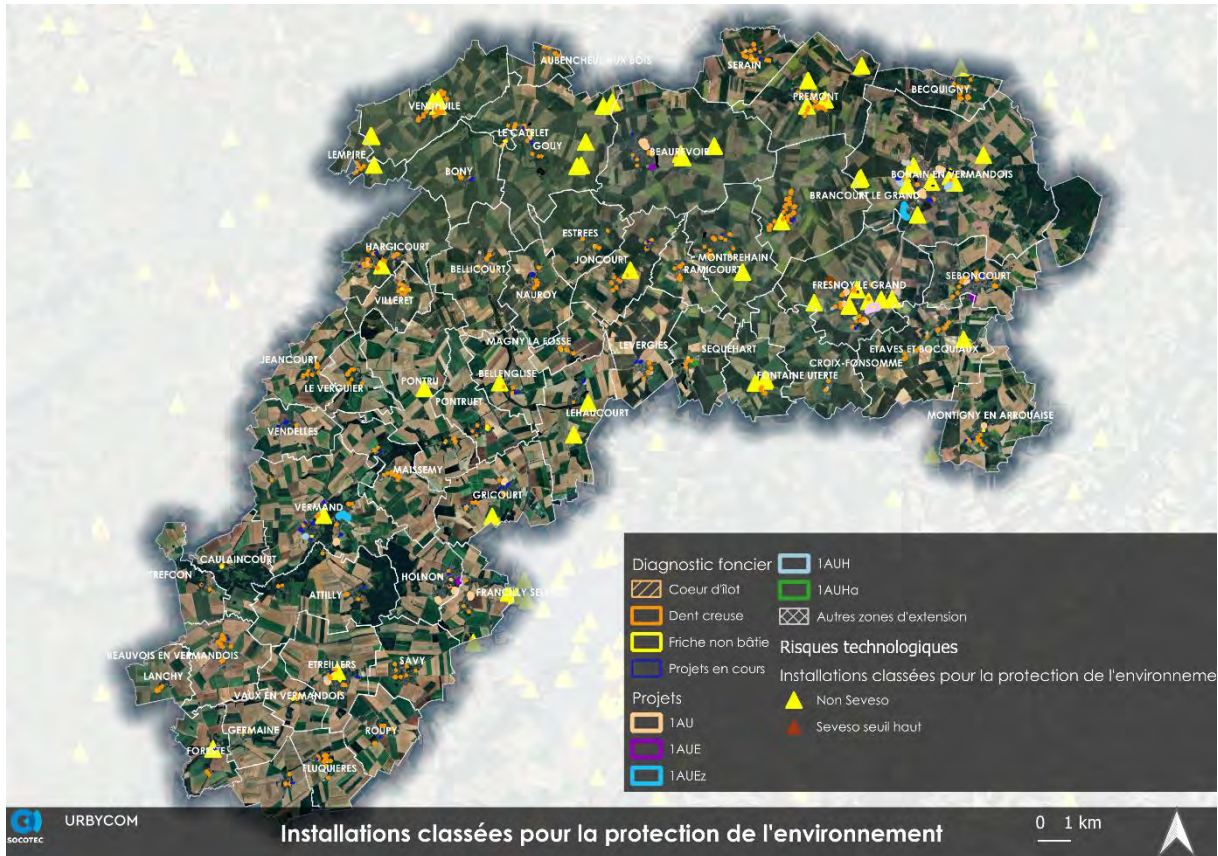 AUBENCHEUL AUX BOIS
SERAIN
BECQUIGNY
VENDHUILE
PREMONT
LE CATELET
GOUY
BEAUREVOIR
LEMPIRE
BONY
BOHAIN EN VERMANDOIS
BRANCOURT LE GRAND
ESTREES
HARGICOURT
BELLICOURT
JONCOURT
MONTBREHAIN
RAMICOURT
SEBONCOURT
VILLERET
NAUROY
FRESNOY LE GRAND
MAGNY LA FOSSE
LEVERGIES
SEQUEHART
ETAVES ET BOCQUIAUX
JEANCOURT
CROIX-FONSOMME
LE VERGUIER
PONTRU
BELLENGLISE
FONTAINE UTERTE
PONTRUET
LEHAUCOURT
MONTIGNY EN ARROUAISE
VENDELLES
MAISSEMY
GRICOURT
VERMAND
CAULAINCOURT
TREFCON
HOLNON
ATTILLY
BEAUVOIS EN VERMANDOIS
ETREILLERS
SAVY
LANCHY
VAUX EN VERMANDOIS
GERMAINE
ROUPY
FORESTE
FLUQUIERES
Diagnostic foncier
Coeur d'îlot
Dent creuse
Friche non bâtie
Projets en cours
Projets
1AU
1AUE
1AUEz
1AUH
1AUHa
Autres zones d'extension
Risques technologiques
Installations classées pour la protection de l'environneme
Non Seveso
Seveso seuil haut
SOCOTEC
URBYCOM
Installations classées pour la protection de l'environnement
0 1 km